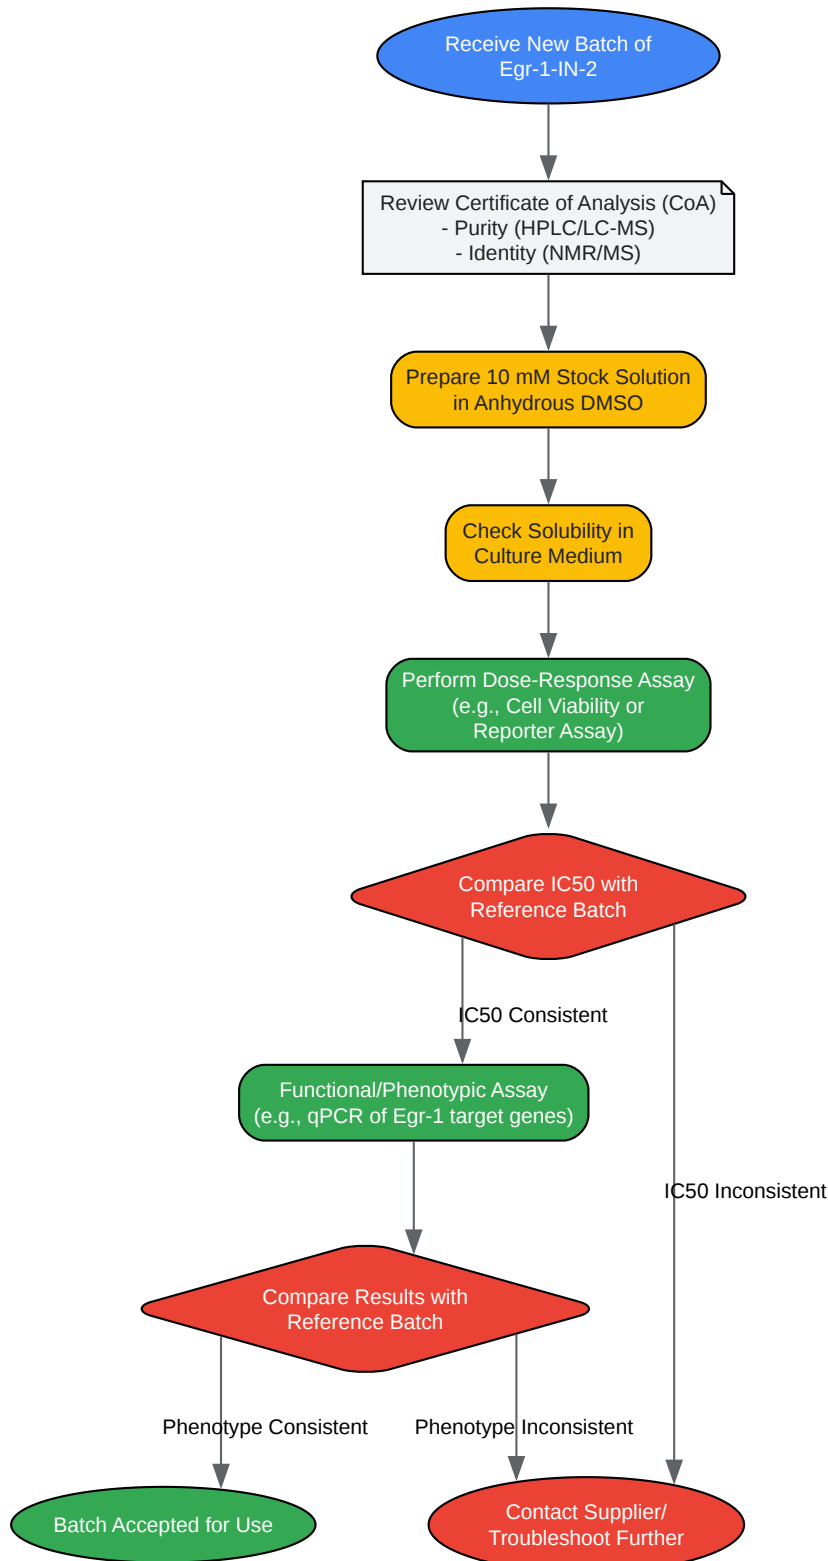 Receive New Batch of
Egr-1-IN-2
Review Certificate of Analysis (CoA)
- Purity (HPLC/LC-MS)
- Identity (NMR/MS)
Prepare 10 mM Stock Solution
in Anhydrous DMSO
Check Solubility in
Culture Medium
Perform Dose-Response Assay
(e.g., Cell Viability or
Reporter Assay)
Compare IC50 with
Reference Batch
IC50 Consistent
Functional/Phenotypic Assay
(e.g., qPCR of Egr-1 target genes)
IC50 Inconsistent
Compare Results with
Reference Batch
Phenotype Consistent
Phenotype Inconsistent
Batch Accepted for Use
Contact Supplier/
Troubleshoot Further